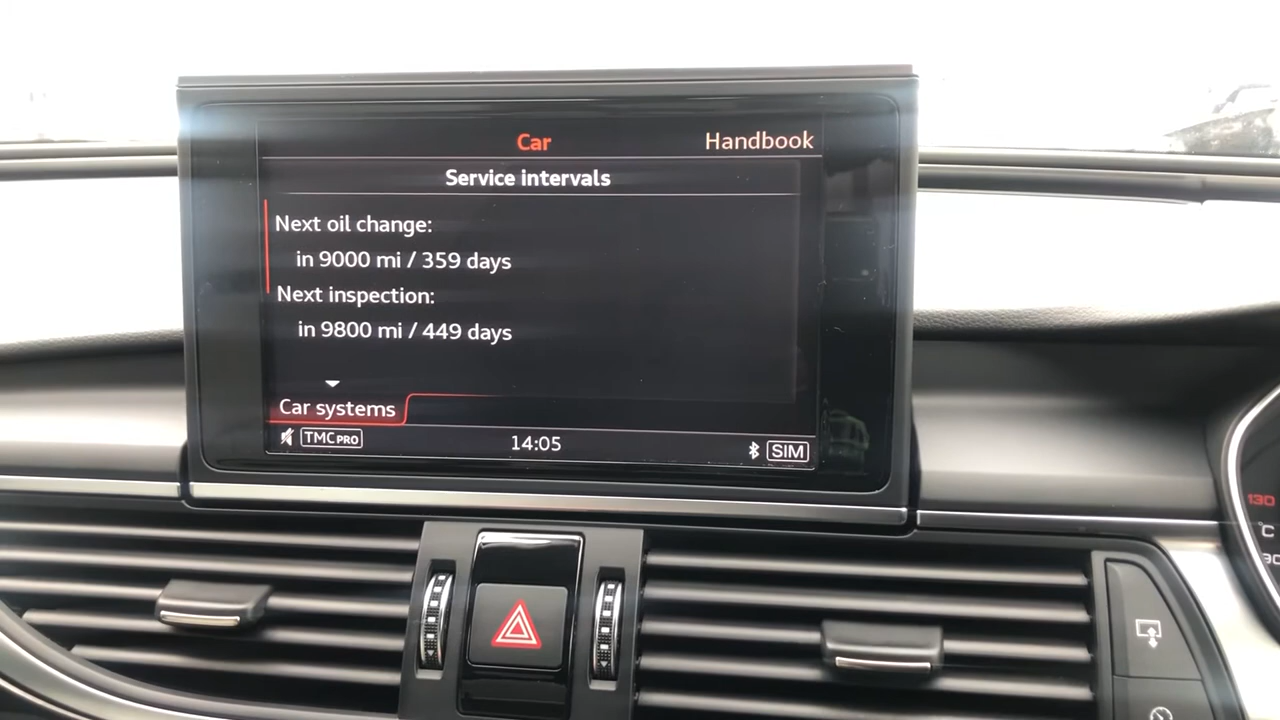 Car
Handbook
Service intervals
Next oil change:
in 9000 mi / 359 days
Next inspection:
in 9800 mi / 449 days
Car systems
TMC PRO
14:05
SIM
130
°C